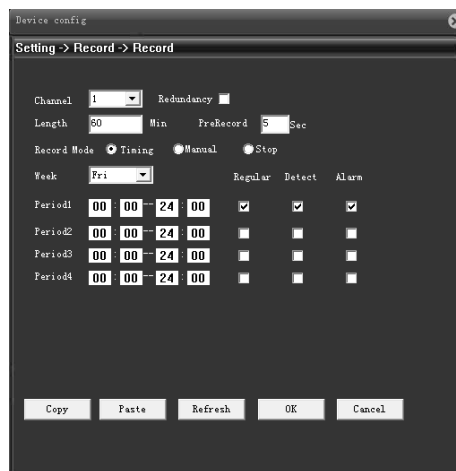 Device config
Setting -> Record -> Record
Channel 1 Redundancy
Length 60 Min PreRecord 5 Sec
Record Mode Timing Manual Stop
Week Fri Regular Detect Alarm
Period1 00 : 00 -- 24 : 00
Period2 00 : 00 -- 24 : 00
Period3 00 : 00 -- 24 : 00
Period4 00 : 00 -- 24 : 00
Copy Paste Refresh OK Cancel